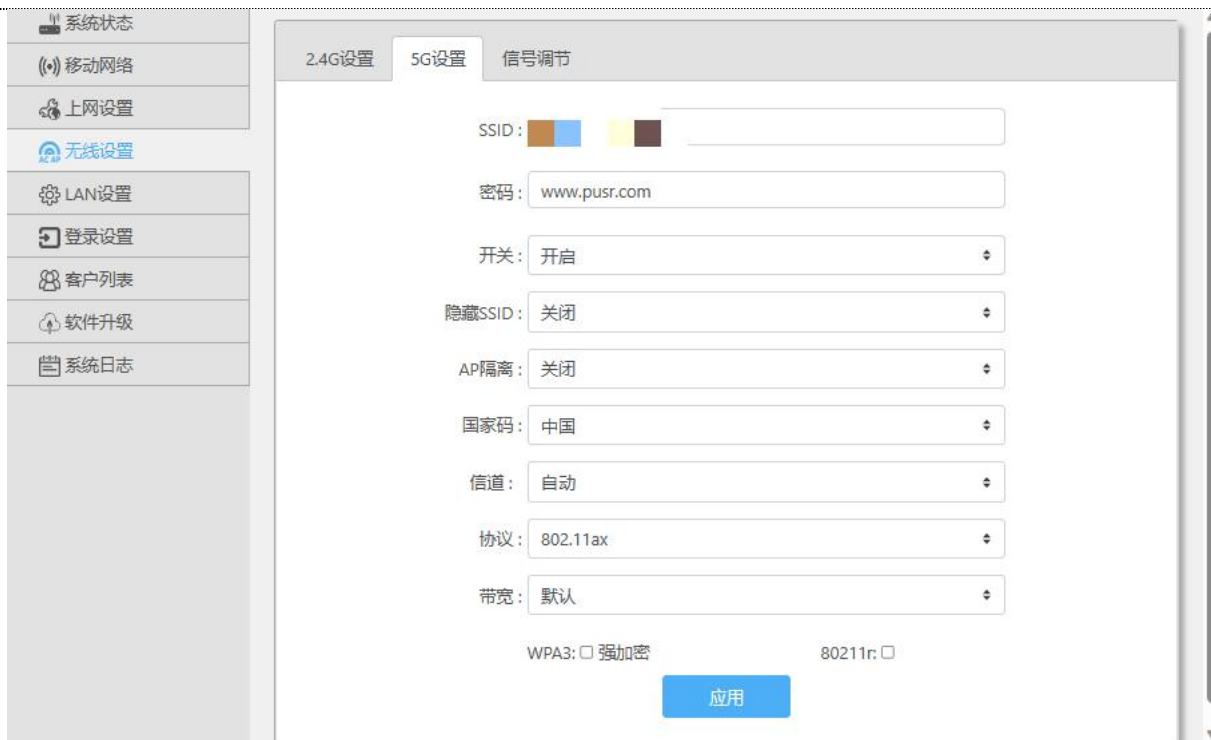 系统状态
移动网络
上网设置
无线设置
LAN设置
登录设置
客户列表
软件升级
系统日志
2.4G设置 5G设置 信号调节
SSID :
密码 : www.pusr.com
开关 : 开启
隐藏SSID : 关闭
AP隔离 : 关闭
国家码 : 中国
信道 : 自动
协议 : 802.11ax
带宽 : 默认
WPA3: 强加密 80211r:
应用